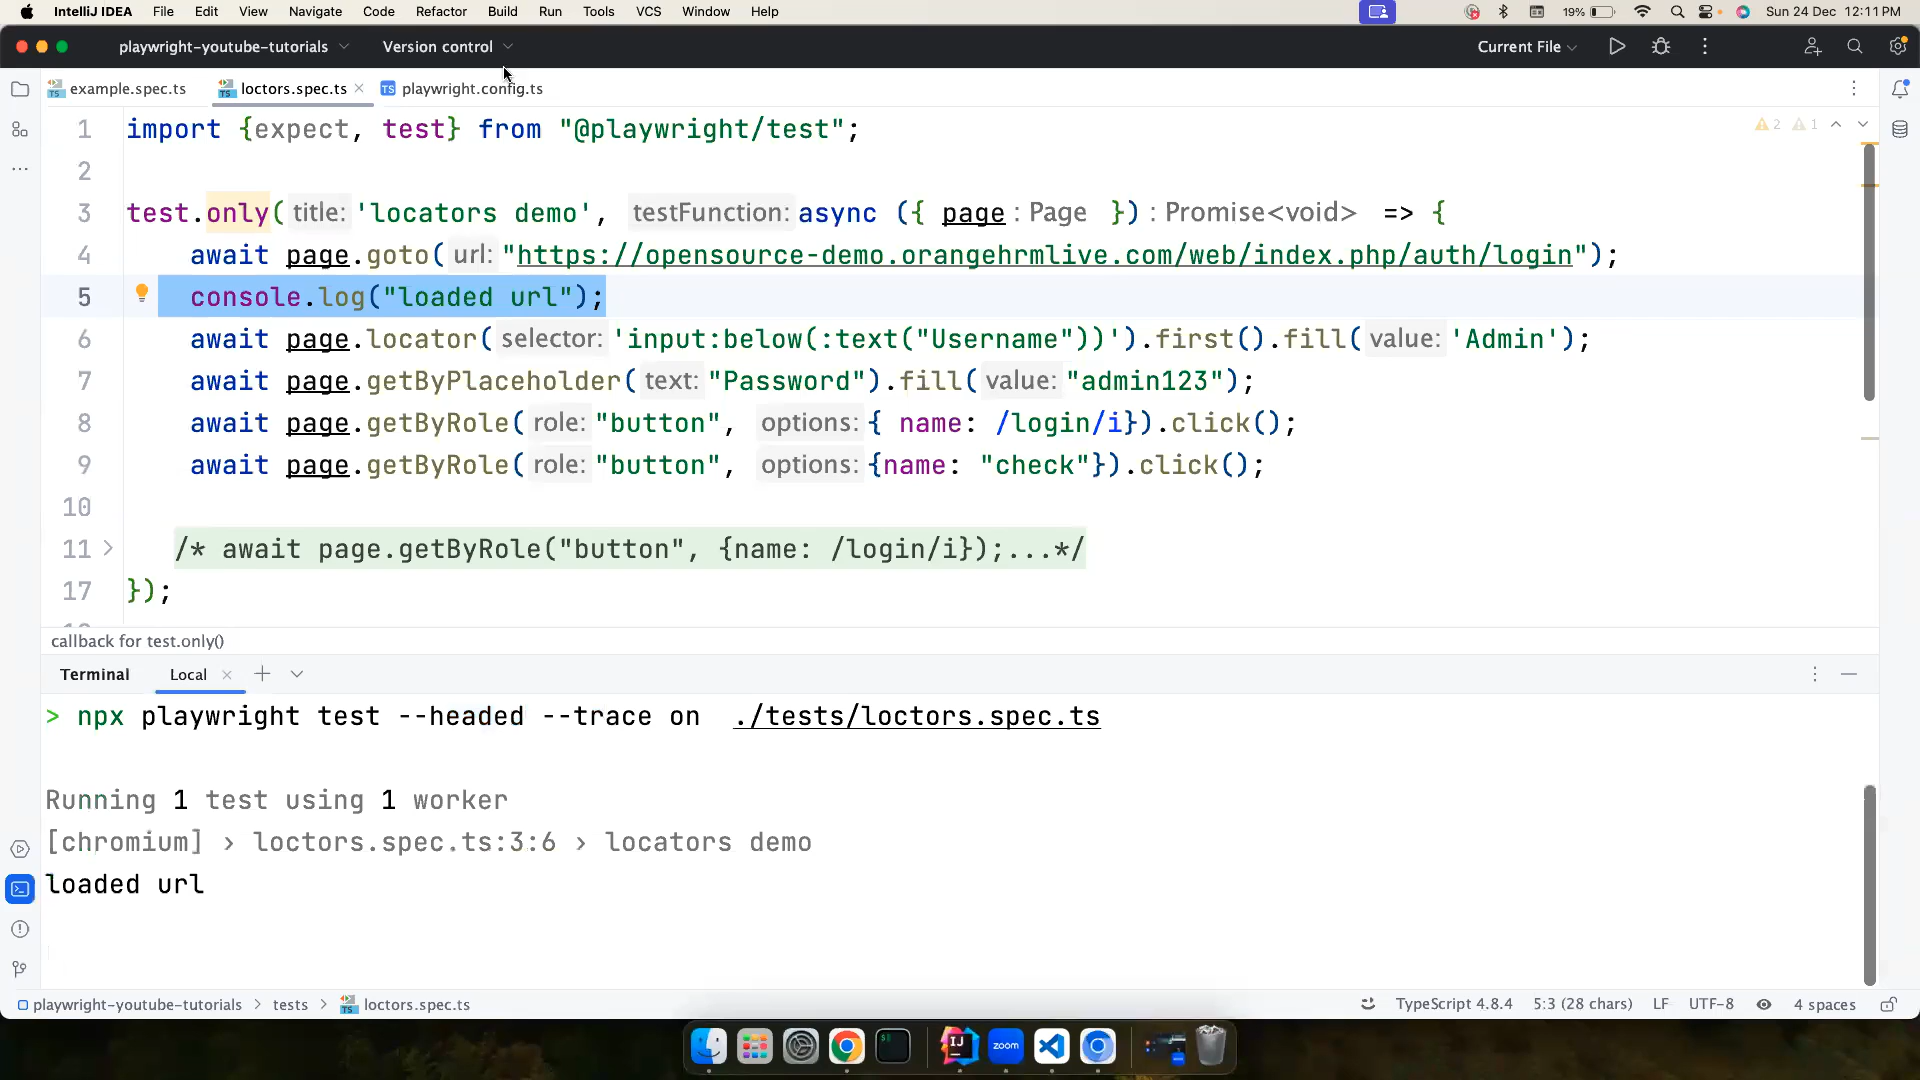 IntelliJ IDEA File Edit View Navigate Code Refactor Build Run Tools VCS Window Help 19% Sun 24 Dec 12:11 PM
playwright-youtube-tutorials Version control Current File
example.spec.ts loctors.spec.ts playwright.config.ts
1 import {expect, test} from "@playwright/test"; 2 1
2
3 test.only( title: 'locators demo', testFunction: async ({ page : Page }) : Promise<void> => {
4 await page.goto( url: "https://opensource-demo.orangehrmlive.com/web/index.php/auth/login");
5 console.log("loaded url");
6 await page.locator( selector: 'input:below(:text("Username"))').first().fill( value: 'Admin');
7 await page.getByPlaceholder( text: "Password").fill( value: "admin123");
8 await page.getByRole( role: "button", options: { name: /login/i}).click();
9 await page.getByRole( role: "button", options: {name: "check"}).click();
10
11 /* await page.getByRole("button", {name: /login/i});...*/
17 });
callback for test.only()
Terminal Local
> npx playwright test --headed --trace on ./tests/loctors.spec.ts
Running 1 test using 1 worker
[chromium] › loctors.spec.ts:3:6 › locators demo
loaded url
playwright-youtube-tutorials > tests > loctors.spec.ts TypeScript 4.8.4 5:3 (28 chars) LF UTF-8 4 spaces
zoom